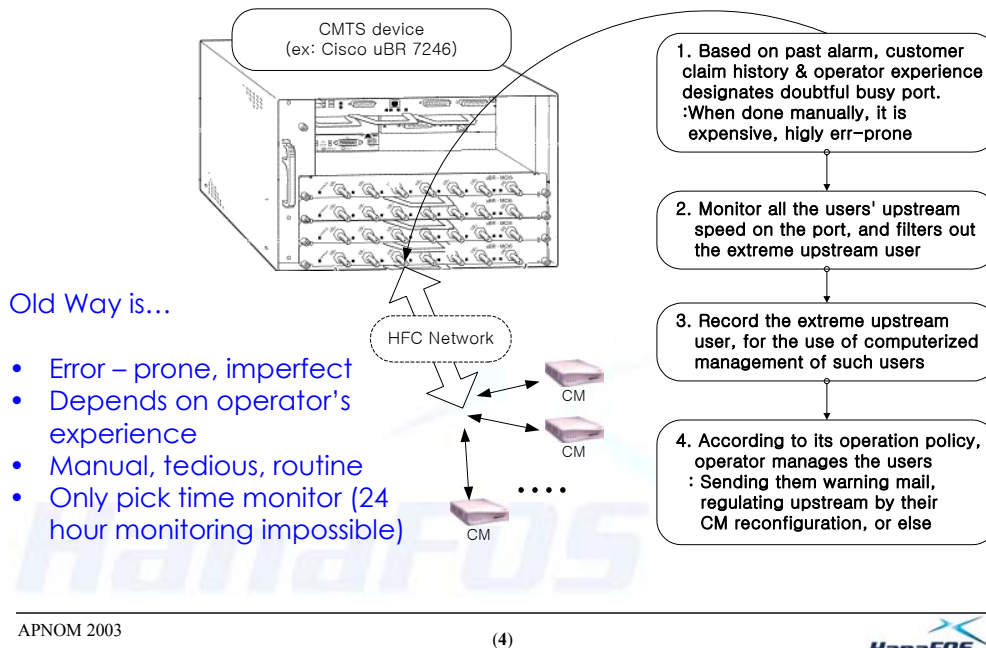 CMTS device
(ex: Cisco uBR 7246)
1. Based on past alarm, customer
claim history & operator experience
designates doubtful busy port.
:When done manually, it is
expensive, higly err-prone
2. Monitor all the users' upstream
speed on the port, and filters out
the extreme upstream user
3. Record the extreme upstream
user, for the use of computerized
management of such users
4. According to its operation policy,
operator manages the users
: Sending them warning mail,
regulating upstream by their
CM reconfiguration, or else
HFC Network
CM
CM
CM
Old Way is...
• Error – prone, imperfect
• Depends on operator's
experience
• Manual, tedious, routine
• Only pick time monitor (24
hour monitoring impossible)
HanaFOS
APNOM 2003
(4)
HanaFOS